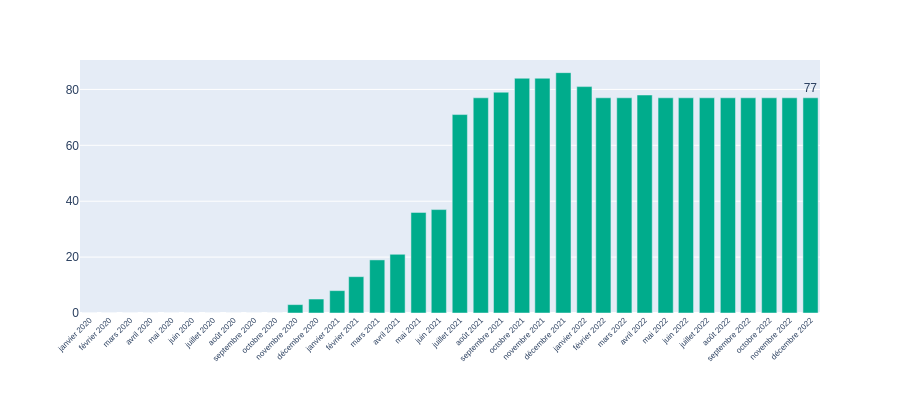 80
60
40
20
0
77
janvier 2020
février 2020
mars 2020
avril 2020
mai 2020
juin 2020
juillet 2020
août 2020
septembre 2020
octobre 2020
novembre 2020
décembre 2020
janvier 2021
février 2021
mars 2021
avril 2021
mai 2021
juin 2021
juillet 2021
août 2021
septembre 2021
octobre 2021
novembre 2021
décembre 2021
janvier 2022
février 2022
mars 2022
avril 2022
mai 2022
juin 2022
juillet 2022
août 2022
septembre 2022
octobre 2022
novembre 2022
décembre 2022